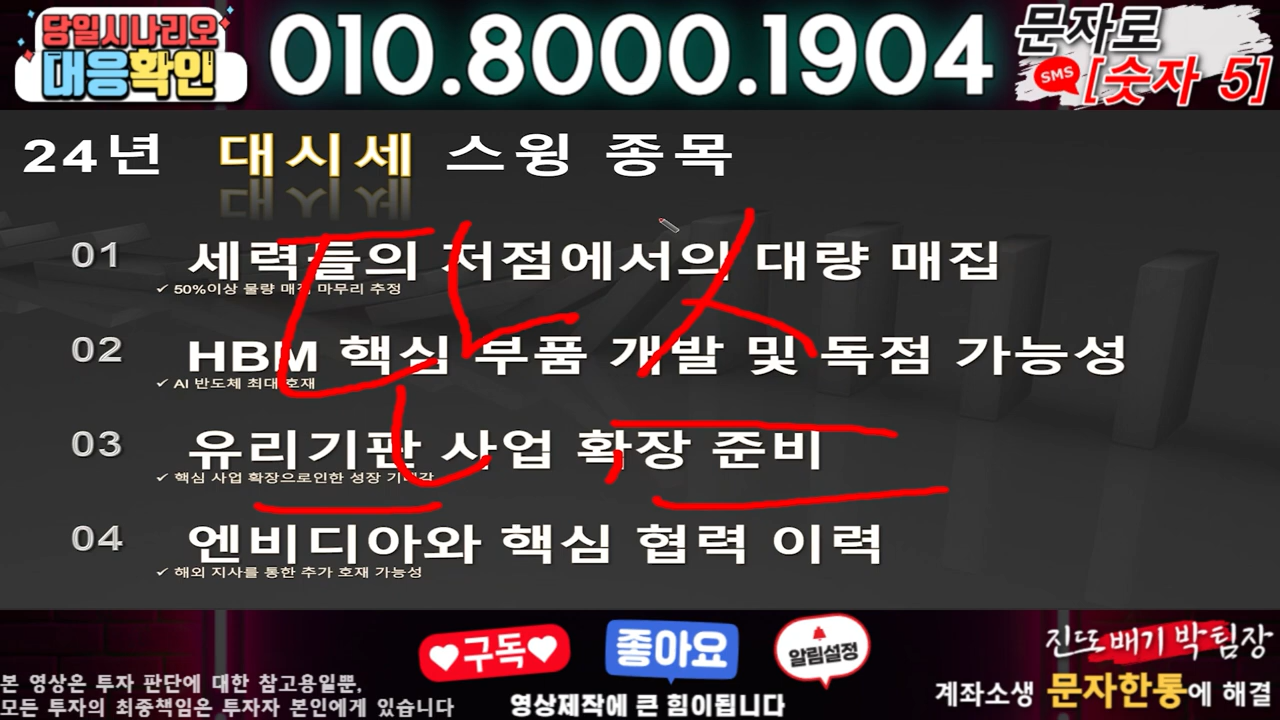 당일시나리오
대응확인
010.8000.1904
문자로
SMS [숫자 5]
24년 대시세 스윙 종목
01 세력들의 저점에서의 대량 매집
✓ 50%이상 물량 매집 마무리 추정
02 HBM 핵심 부품 개발 및 독점 가능성
✓ AI 반도체 최대 호재
03 유리기판 사업 확장 준비
✓ 핵심 사업 확장으로인한 성장 기대감
04 엔비디아와 핵심 협력 이력
✓ 해외 지사를 통한 추가 호재 가능성
구독 좋아요 알림설정
영상제작에 큰 힘이됩니다
본 영상은 투자 판단에 대한 참고용일뿐,
모든 투자의 최종책임은 투자자 본인에게 있습니다
진또배기 박팀장
계좌소생 문자한통에 해결